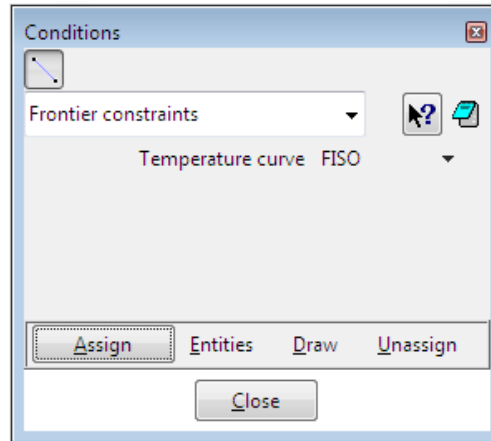 Conditions
Frontier constraints
Temperature curve FISO
Assign Entities Draw Unassign
Close